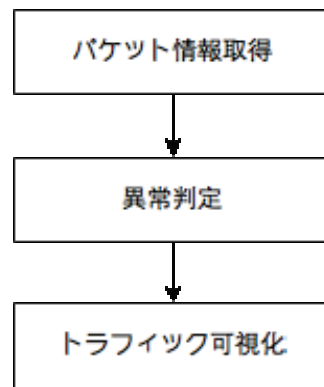 パケット情報取得
異常判定
トラフィック可視化